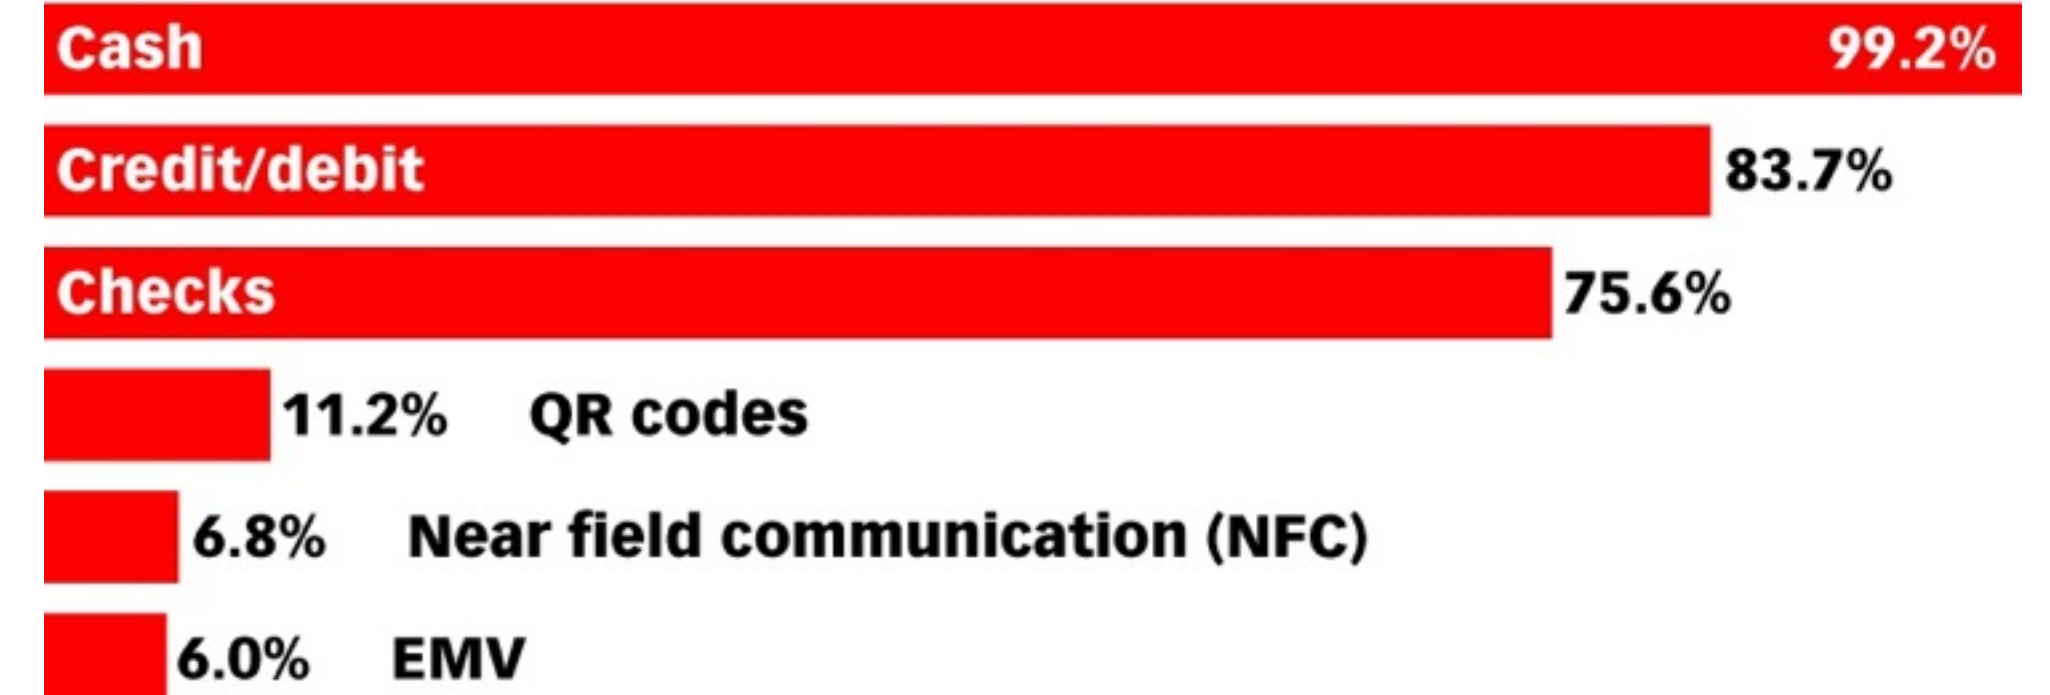 Cash 99.2%
Credit/debit 83.7%
Checks 75.6%
11.2% QR codes
6.8% Near field communication (NFC)
6.0% EMV